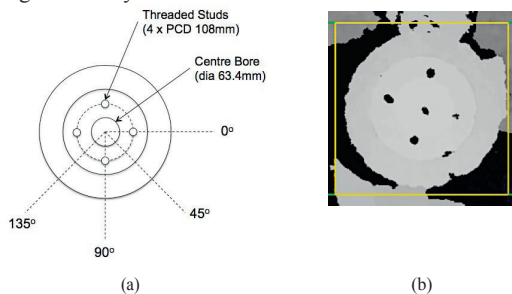 Threaded Studs
(4 x PCD 108mm)
Centre Bore
(dia 63.4mm)
0°
45°
135°
90°
(a)
(b)